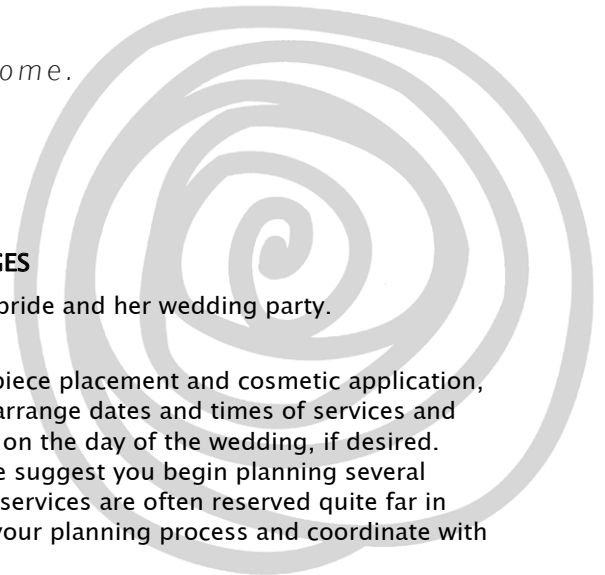 ome.
GES
bride and her wedding party.
piece placement and cosmetic application,
arrange dates and times of services and
on the day of the wedding, if desired.
e suggest you begin planning several
services are often reserved quite far in
your planning process and coordinate with